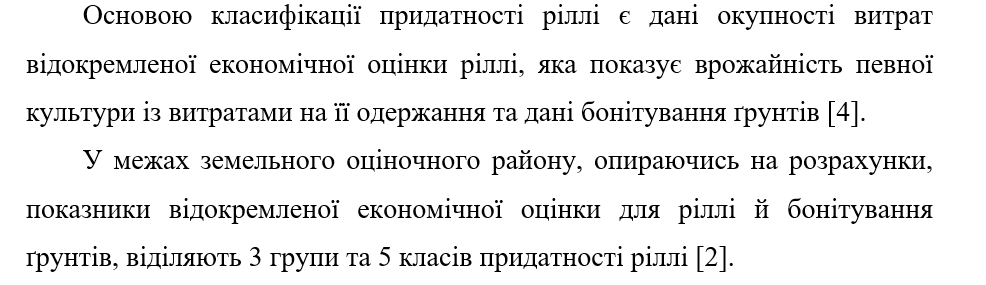 Основою класифікації придатності ріллі є дані окупності витрат
відокремленої економічної оцінки ріллі, яка показує врожайність певної
культури із витратами на її одержання та дані бонітування ґрунтів [4].
У межах земельного оціночного району, опираючись на розрахунки,
показники відокремленої економічної оцінки для ріллі й бонітування
ґрунтів, віділяють 3 групи та 5 класів придатності ріллі [2].